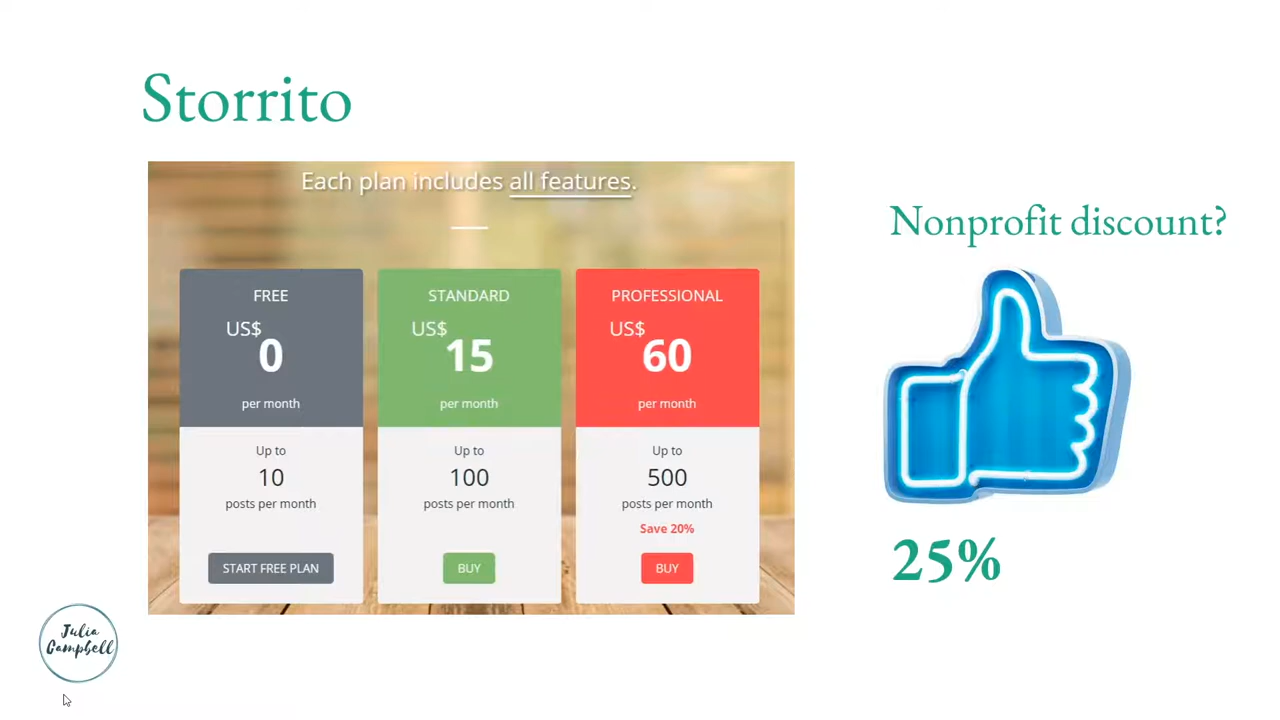 Storrito
Each plan includes all features.
FREE
US$
0
per month
Up to
10
posts per month
START FREE PLAN
STANDARD
US$
15
per month
Up to
100
posts per month
BUY
PROFESSIONAL
US$
60
per month
Up to
500
posts per month
Save 20%
BUY
Nonprofit discount?
25%
Julia
Campbell